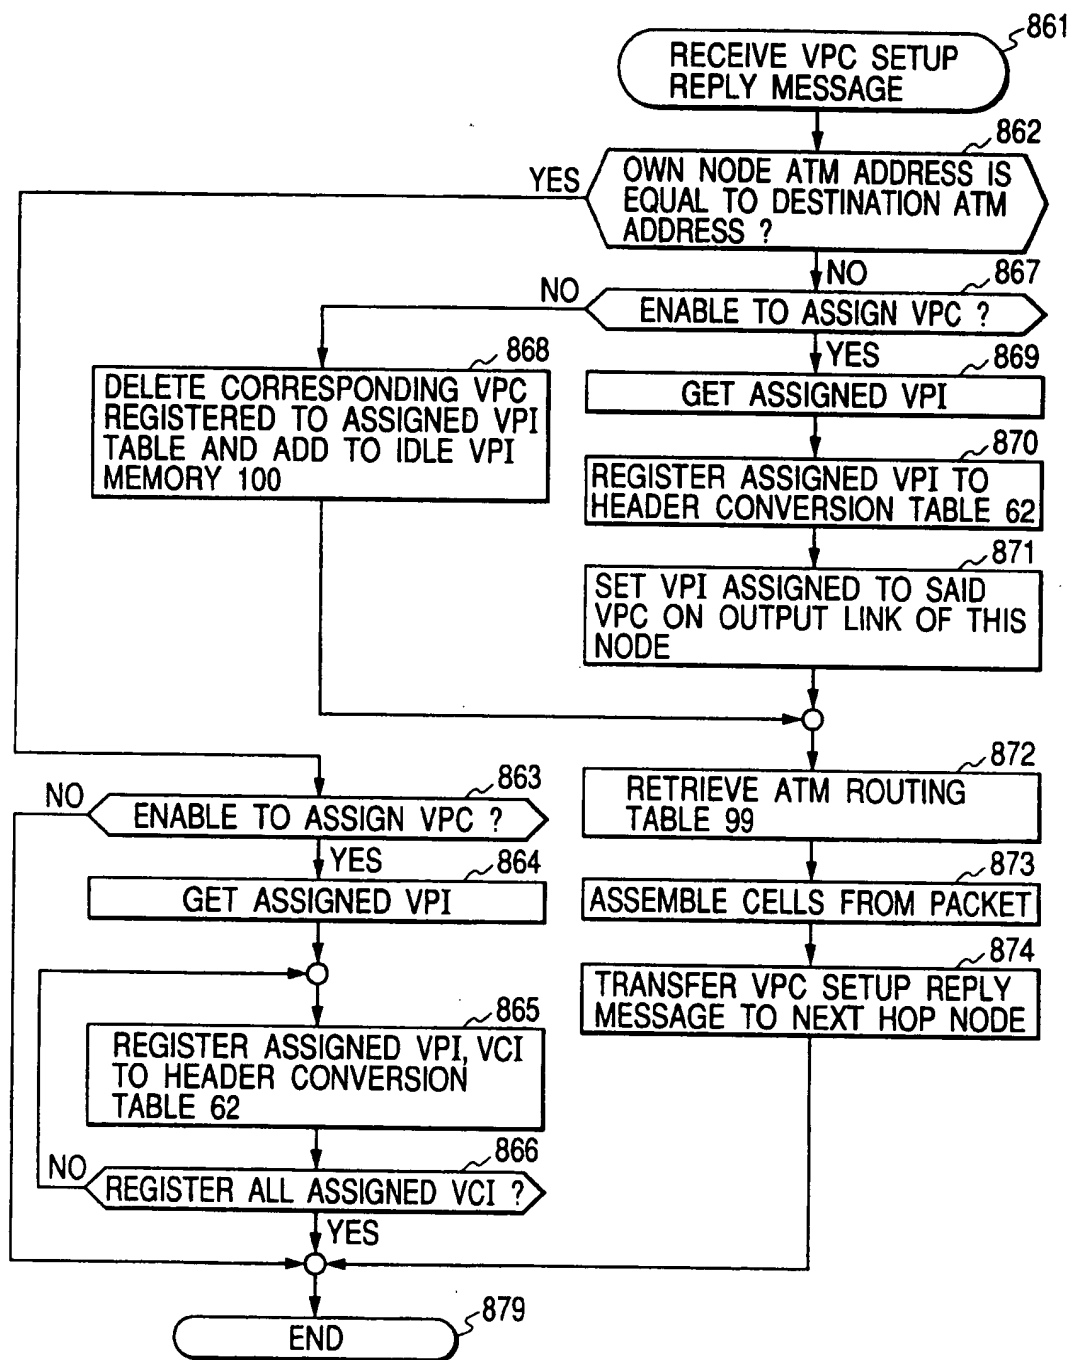 861
RECEIVE VPC SETUP
REPLY MESSAGE
862
YES
OWN NODE ATM ADDRESS IS
EQUAL TO DESTINATION ATM
ADDRESS ?
NO
867
NO
ENABLE TO ASSIGN VPC ?
YES
868
DELETE CORRESPONDING VPC
REGISTERED TO ASSIGNED VPI
TABLE AND ADD TO IDLE VPI
MEMORY 100
869
GET ASSIGNED VPI
870
REGISTER ASSIGNED VPI TO
HEADER CONVERSION TABLE 62
871
SET VPI ASSIGNED TO SAID
VPC ON OUTPUT LINK OF THIS
NODE
872
RETRIEVE ATM ROUTING
TABLE 99
873
ASSEMBLE CELLS FROM PACKET
874
TRANSFER VPC SETUP REPLY
MESSAGE TO NEXT HOP NODE
863
NO
ENABLE TO ASSIGN VPC ?
YES
864
GET ASSIGNED VPI
865
REGISTER ASSIGNED VPI, VCI
TO HEADER CONVERSION
TABLE 62
866
NO
REGISTER ALL ASSIGNED VCI ?
YES
879
END